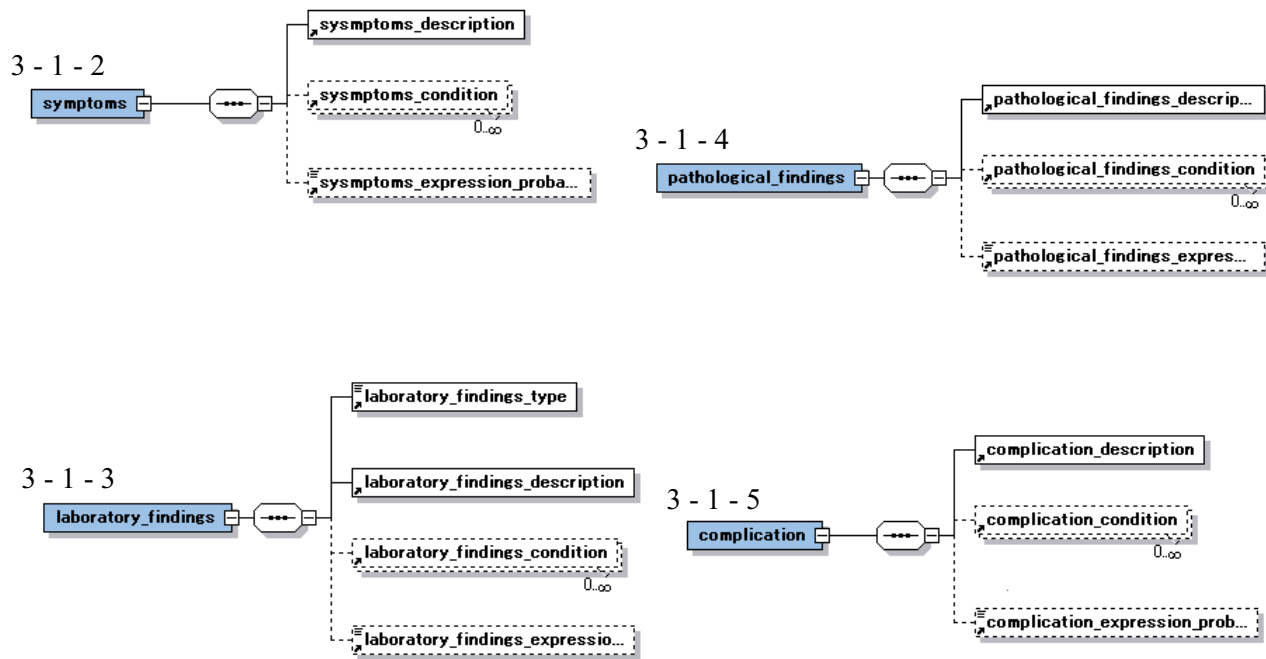 3 - 1 - 2
symptoms
sysmptoms_description
sysmptoms_condition
0..∞
sysmptoms_expression_proba...
3 - 1 - 4
pathological_findings
pathological_findings_descrip...
pathological_findings_condition
0..∞
pathological_findings_expres...
3 - 1 - 3
laboratory_findings
laboratory_findings_type
laboratory_findings_description
laboratory_findings_condition
0..∞
laboratory_findings_expressio...
3 - 1 - 5
complication
complication_description
complication_condition
0..∞
complication_expression_prob...